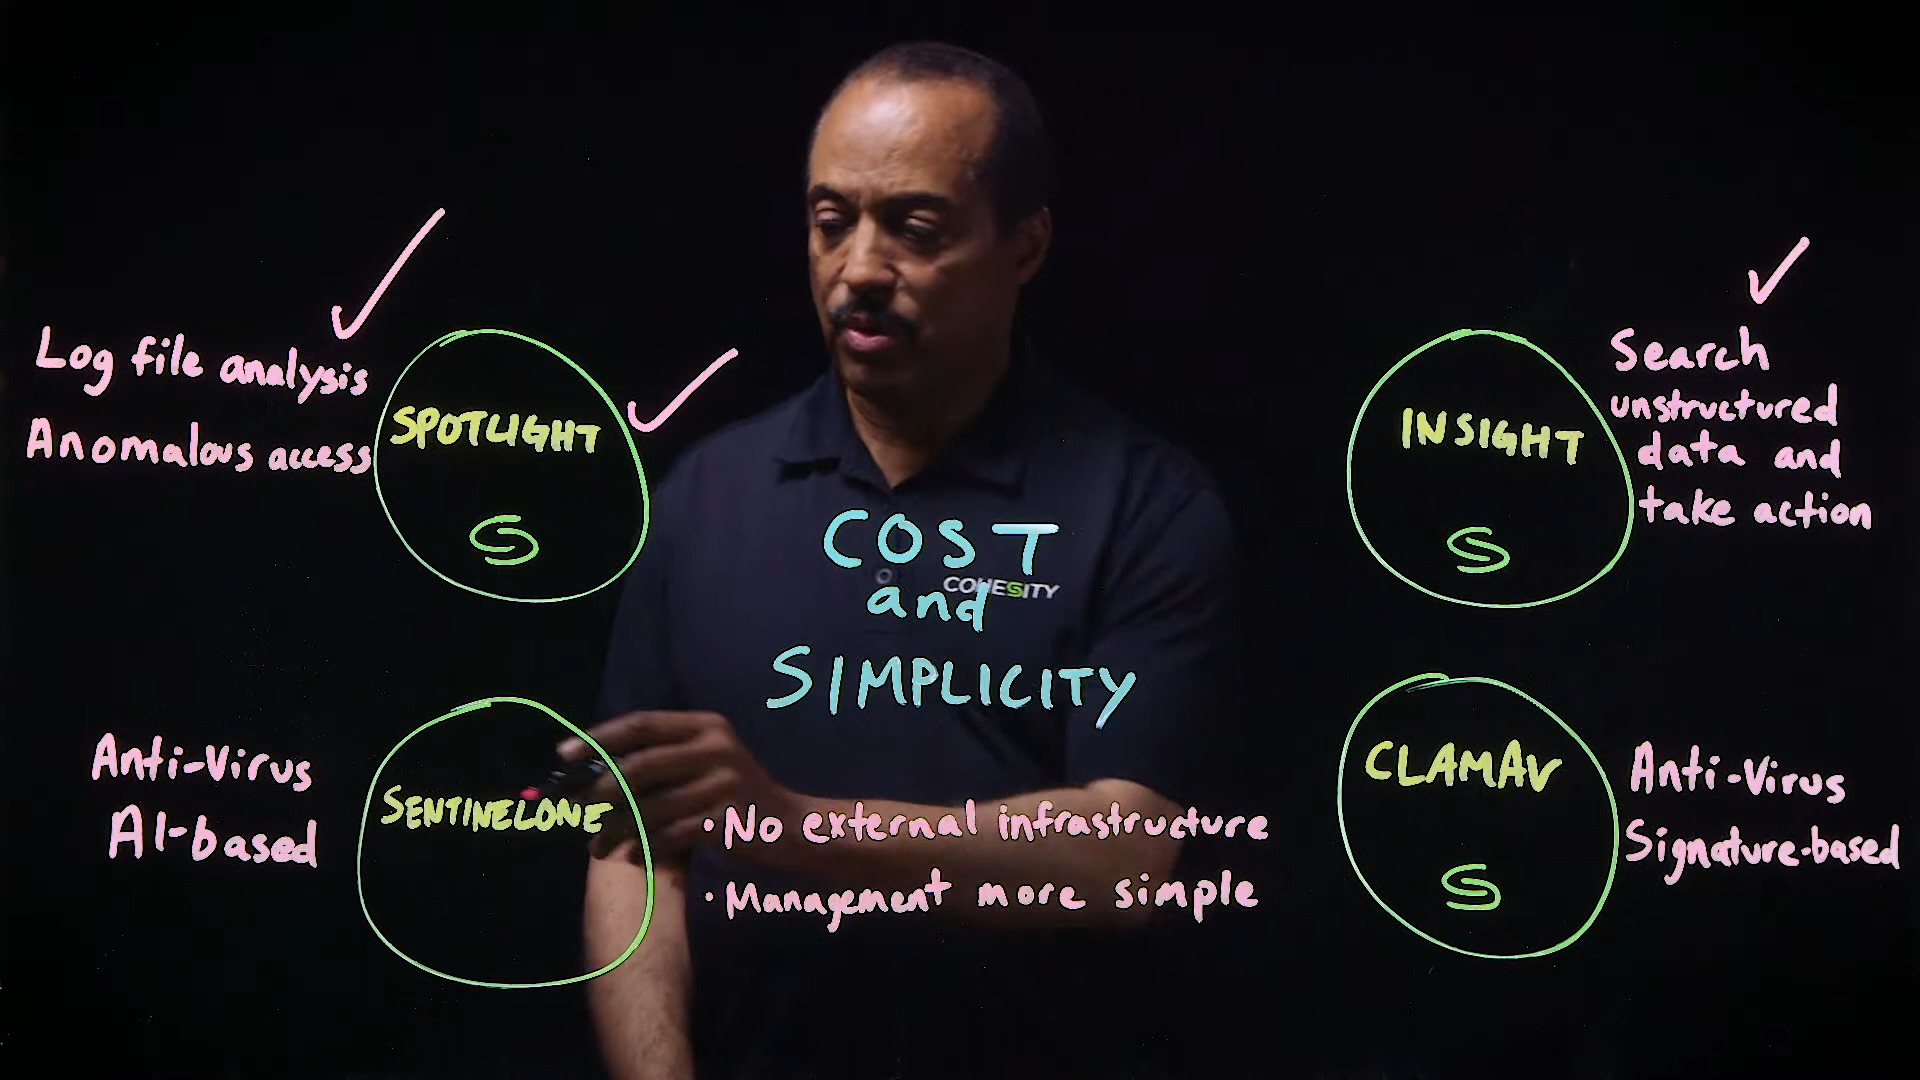 Log file analysis
Anomalous access
SPOTLIGHT
S
INSIGHT
S
Search
unstructured
data and
take action
COST
and
SIMPLICITY
COHESITY
Anti-Virus
AI-based
SENTINELONE
• No external infrastructure
• Management more simple
CLAMAV
S
Anti-Virus
Signature-based